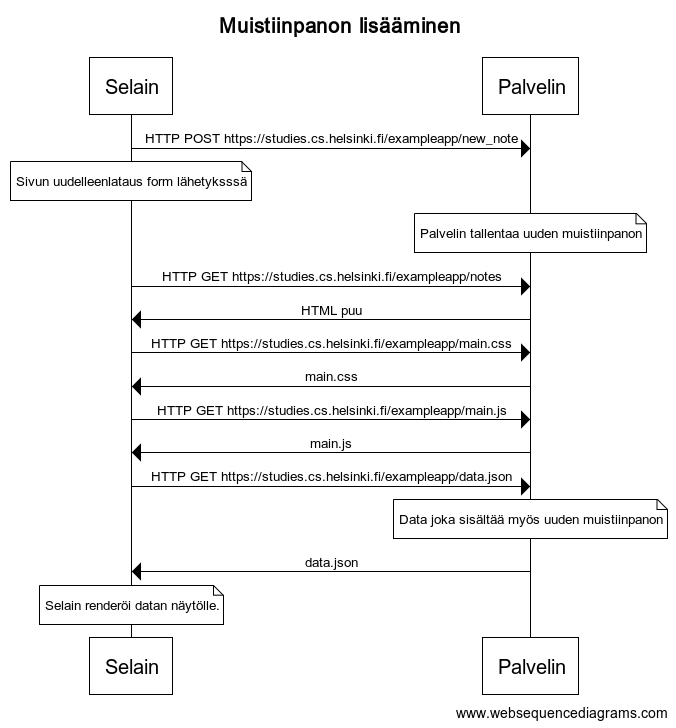 Muistiinpanon lisääminen
Selain
Palvelin
HTTP POST https://studies.cs.helsinki.fi/exampleapp/new_note
Sivun uudelleenlataus form lähetyksssä
Palvelin tallentaa uuden muistiinpanon
HTTP GET https://studies.cs.helsinki.fi/exampleapp/notes
HTML puu
HTTP GET https://studies.cs.helsinki.fi/exampleapp/main.css
main.css
HTTP GET https://studies.cs.helsinki.fi/exampleapp/main.js
main.js
HTTP GET https://studies.cs.helsinki.fi/exampleapp/data.json
Data joka sisältää myös uuden muistiinpanon
data.json
Selain renderöi datan näytölle.
Selain
Palvelin
www.websequencediagrams.com